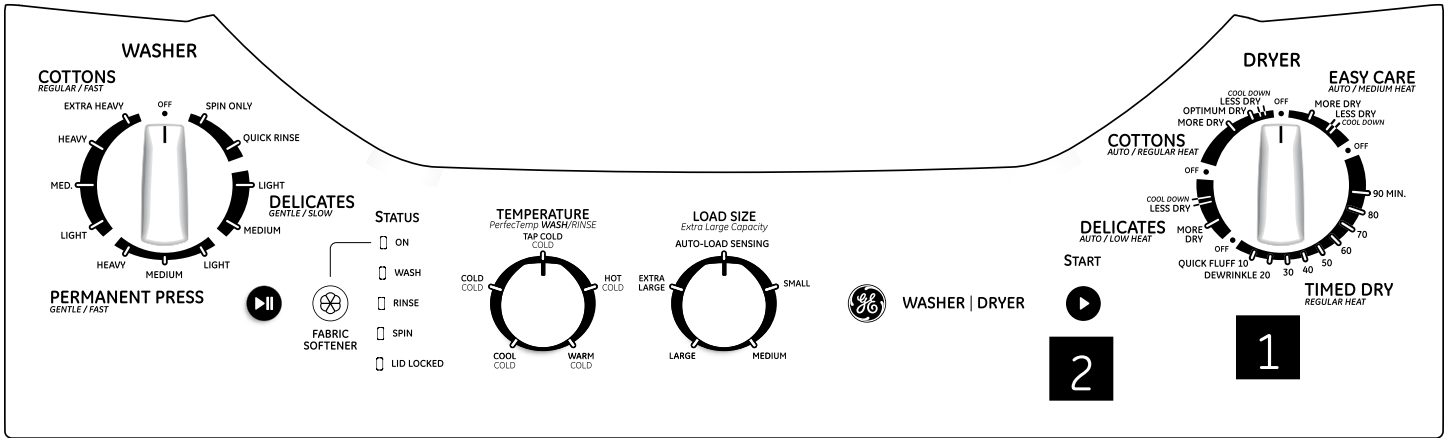 WASHER
COTTONS
REGULAR / FAST
EXTRA HEAVY
OFF
SPIN ONLY
HEAVY
QUICK RINSE
MED.
LIGHT
DELICATES
GENTLE / SLOW
LIGHT
MEDIUM
HEAVY
MEDIUM
LIGHT
PERMANENT PRESS
GENTLE / FAST
FABRIC
SOFTENER
STATUS
ON
WASH
RINSE
SPIN
LID LOCKED
TEMPERATURE
PerfecTemp WASH/RINSE
TAP COLD
COLD
COLD
COLD
HOT
COLD
COOL
COLD
WARM
COLD
LOAD SIZE
Extra Large Capacity
AUTO-LOAD SENSING
EXTRA
LARGE
SMALL
LARGE
MEDIUM
GE
WASHER | DRYER
START
2
DRYER
EASY CARE
AUTO / MEDIUM HEAT
COOL DOWN
LESS DRY
OPTIMUM DRY
MORE DRY
OFF
MORE DRY
LESS DRY
COOL DOWN
COTTONS
AUTO / REGULAR HEAT
OFF
OFF
COOL DOWN
LESS DRY
90 MIN.
80
DELICATES
AUTO / LOW HEAT
MORE
DRY
70
OFF
60
QUICK FLUFF 10
50
DEWRINKLE 20
30
40
TIMED DRY
REGULAR HEAT
1